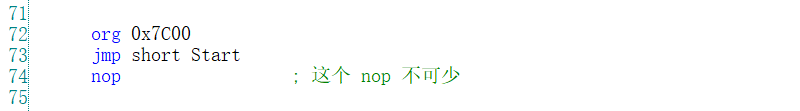 71
72 org 0x7C00
73 jmp short Start
74 nop ; 这个 nop 不可少
75